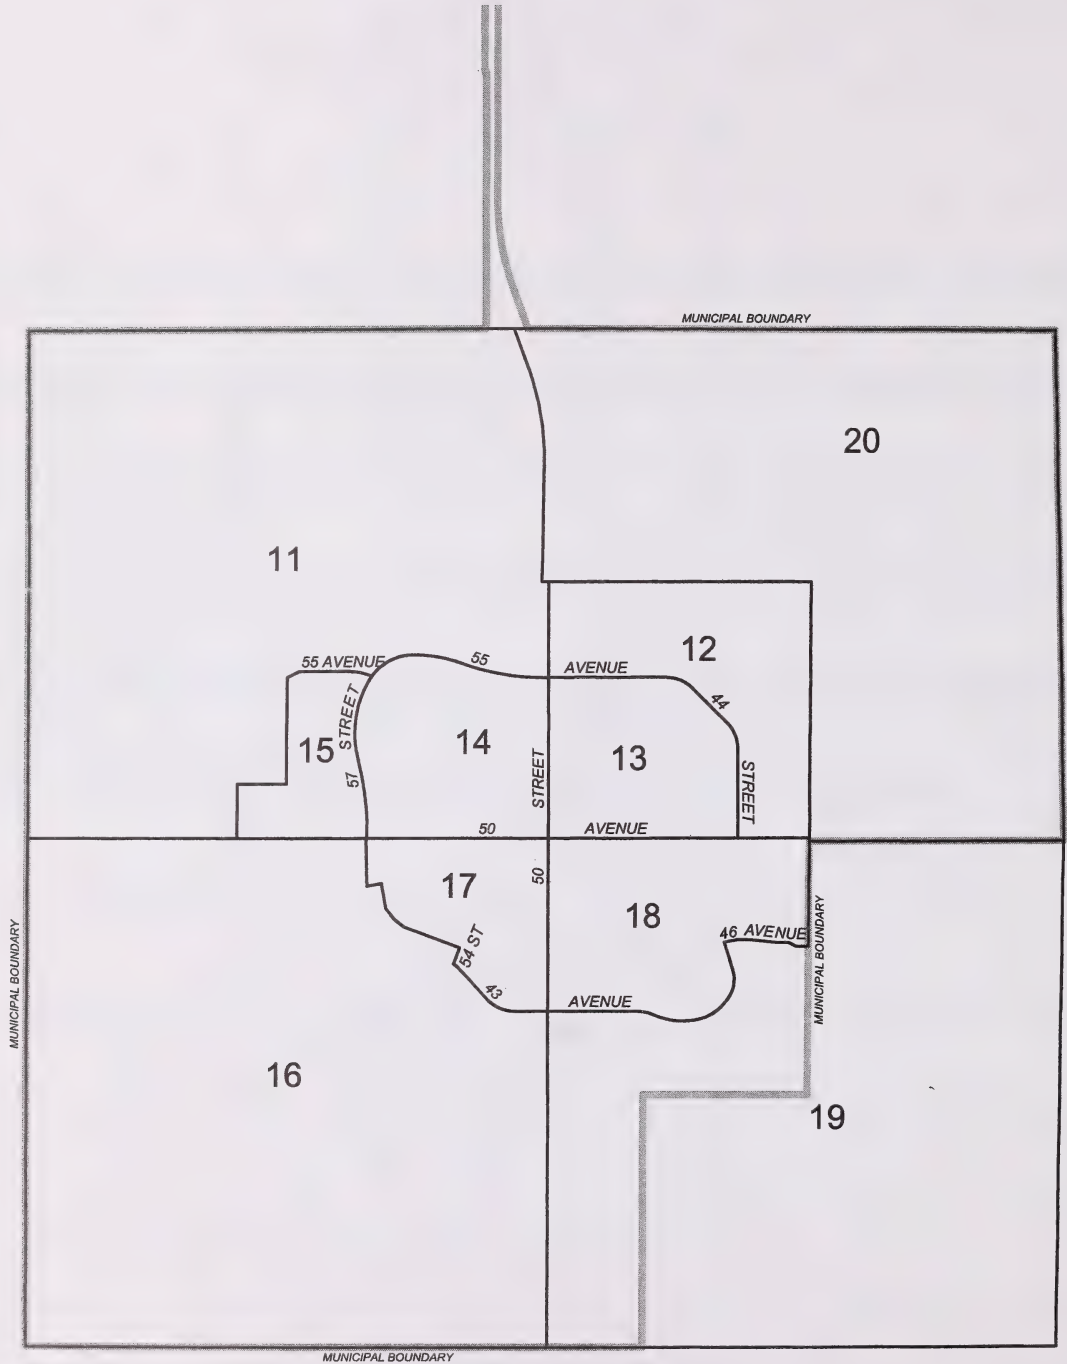 MUNICIPAL BOUNDARY
20
11
12
55 AVENUE
55
AVENUE
44
STREET
15
14
13
57
STREET
STREET
50
AVENUE
17
50
18
46 AVENUE
54 ST
43
AVENUE
MUNICIPAL BOUNDARY
MUNICIPAL BOUNDARY
16
19
MUNICIPAL BOUNDARY